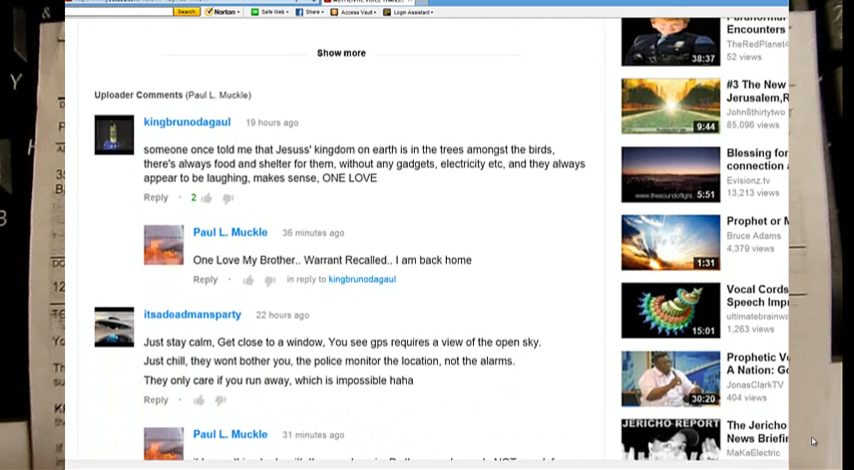 Search
Norton
Safe Web
Share
Access Vault
Login Assistant
Show more
Uploader Comments (Paul L. Muckle)
kingbrunodagaul 19 hours ago
someone once told me that Jesuss' kingdom on earth is in the trees amongst the birds,
there's always food and shelter for them, without any gadgets, electricity etc, and they always
appear to be laughing, makes sense, ONE LOVE
Reply · 2
Paul L. Muckle 36 minutes ago
One Love My Brother.. Warrant Recalled.. I am back home
Reply · in reply to kingbrunodagaul
itsadeadmansparty 22 hours ago
Just stay calm, Get close to a window, You see gps requires a view of the open sky.
Just chill, they wont bother you, the police monitor the location, not the alarms.
They only care if you run away, which is impossible haha
Reply ·
Paul L. Muckle 31 minutes ago
38:37
Encounters
TheRedPlanet
52 views
9:44
#3 The New
Jerusalem,R
John8thirtytwo
85,096 views
5:51
Blessing for
connection
Evisionz.tv
13,213 views
1:31
Prophet or
Bruce Adams
4,379 views
15:01
Vocal Cords
Speech Imp
ultimatebrainw
1,263 views
30:20
Prophetic
A Nation:
JonasClarkTV
404 views
JERICHO REPORT
The Jericho
News Briefin
MaKaElectric